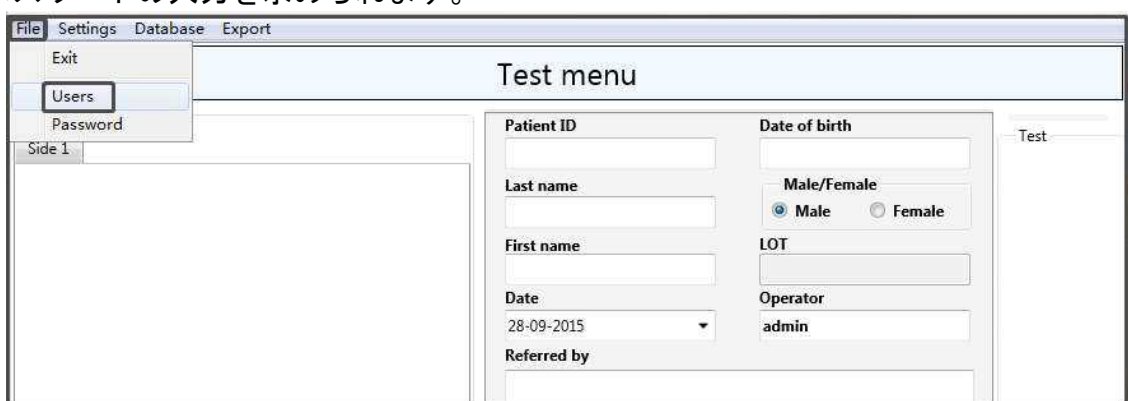 File Settings Database Export
Exit
Test menu
Users
Password
Side 1
Patient ID
Date of birth
Test
Last name
Male/Female
Male
Female
First name
LOT
Date
Operator
28-09-2015
admin
Referred by